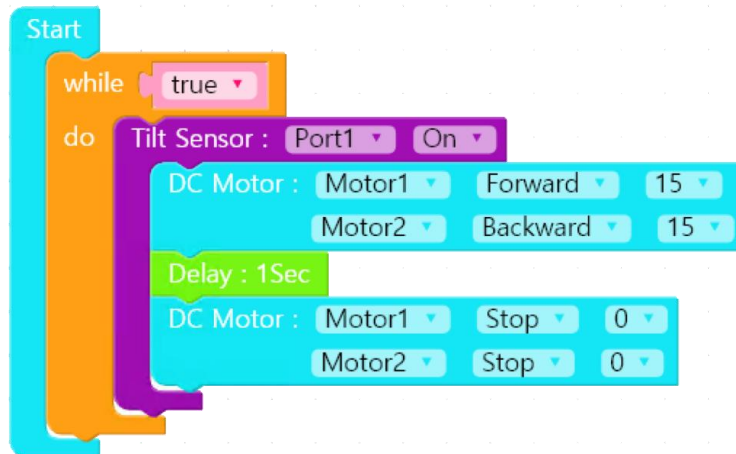 Start
while true
do Tilt Sensor : Port1 On
DC Motor : Motor1 Forward 15
Motor2 Backward 15
Delay : 1Sec
DC Motor : Motor1 Stop 0
Motor2 Stop 0